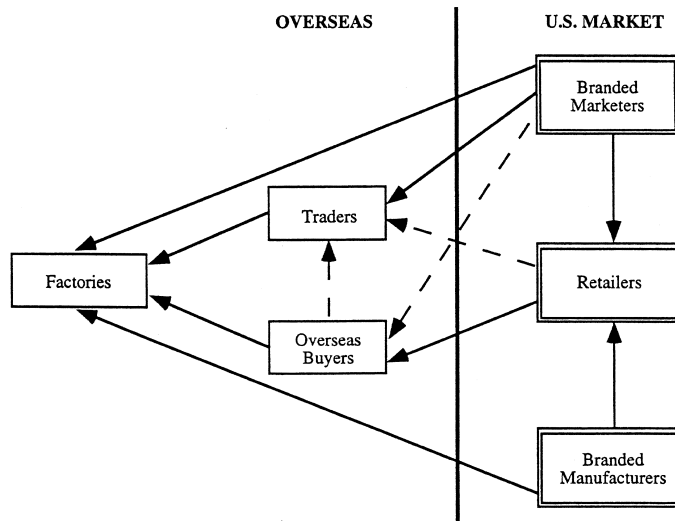 OVERSEAS
U.S. MARKET
Branded
Marketers
Traders
Factories
Retailers
Overseas
Buyers
Branded
Manufacturers